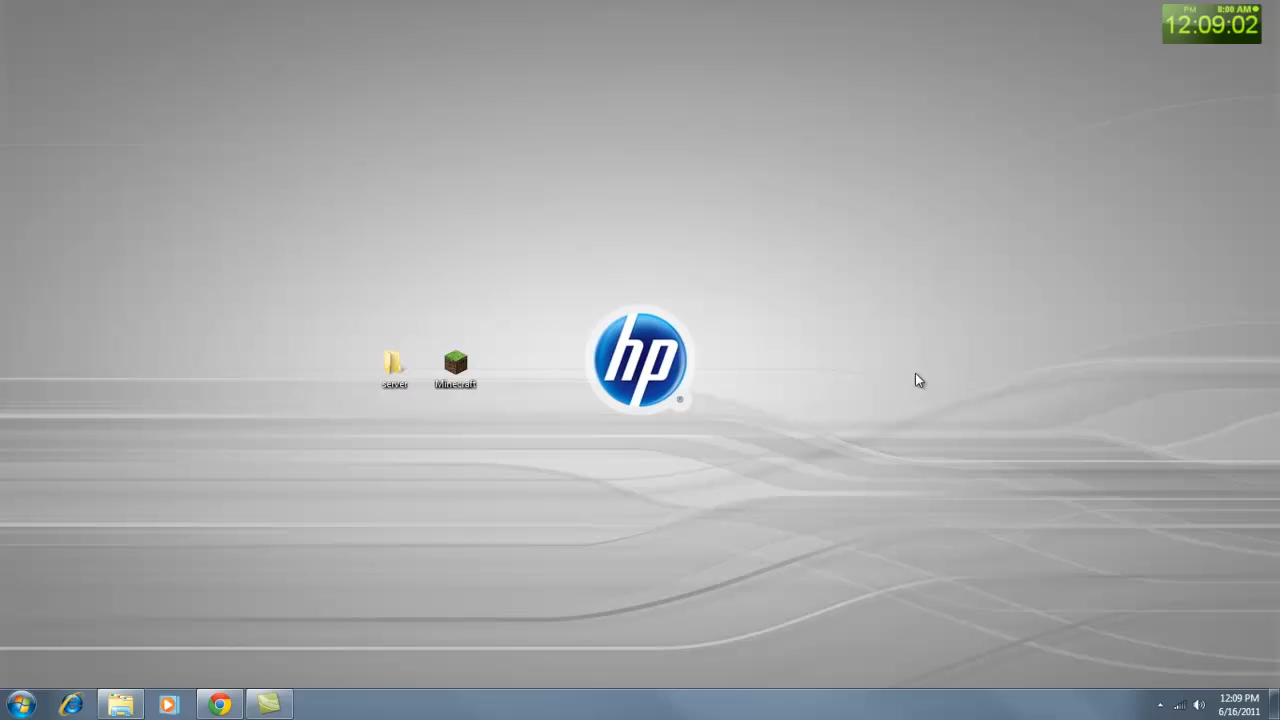 PM 8:00 AM
12:09:02
hp
®
server
Minecraft
12:09 PM
6/16/2011